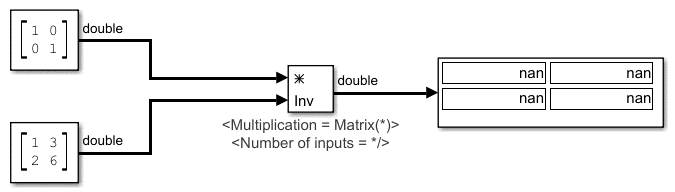 1 0
0 1
double
1 3
2 6
double
*
Inv
double
<Multiplication = Matrix(*)>
<Number of inputs = */>
nan nan
nan nan